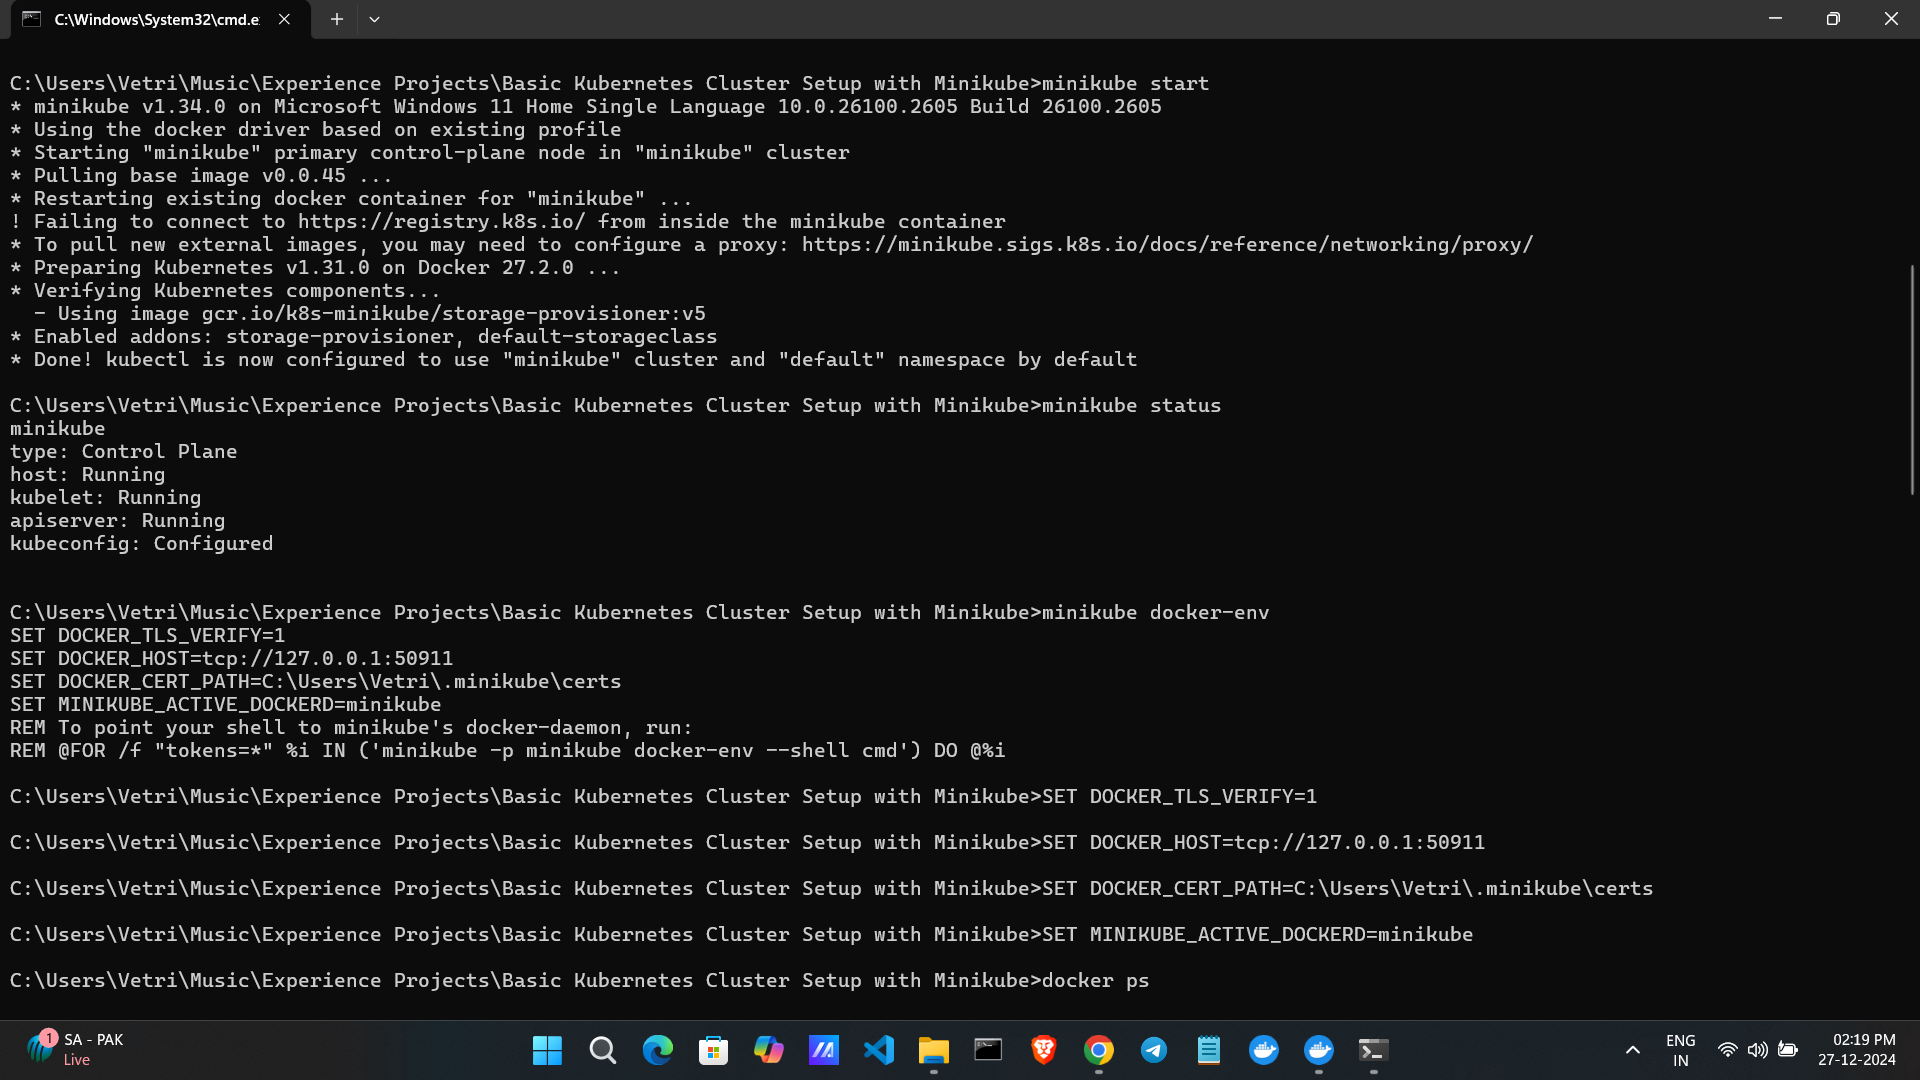 C:\Windows\System32\cmd.e
C:\Users\Vetri\Music\Experience Projects\Basic Kubernetes Cluster Setup with Minikube>minikube start
* minikube v1.34.0 on Microsoft Windows 11 Home Single Language 10.0.26100.2605 Build 26100.2605
* Using the docker driver based on existing profile
* Starting "minikube" primary control-plane node in "minikube" cluster
* Pulling base image v0.0.45 ...
* Restarting existing docker container for "minikube" ...
! Failing to connect to https://registry.k8s.io/ from inside the minikube container
* To pull new external images, you may need to configure a proxy: https://minikube.sigs.k8s.io/docs/reference/networking/proxy/
* Preparing Kubernetes v1.31.0 on Docker 27.2.0 ...
* Verifying Kubernetes components...
  - Using image gcr.io/k8s-minikube/storage-provisioner:v5
* Enabled addons: storage-provisioner, default-storageclass
* Done! kubectl is now configured to use "minikube" cluster and "default" namespace by default
C:\Users\Vetri\Music\Experience Projects\Basic Kubernetes Cluster Setup with Minikube>minikube status
minikube
type: Control Plane
host: Running
kubelet: Running
apiserver: Running
kubeconfig: Configured
C:\Users\Vetri\Music\Experience Projects\Basic Kubernetes Cluster Setup with Minikube>minikube docker-env
SET DOCKER_TLS_VERIFY=1
SET DOCKER_HOST=tcp://127.0.0.1:50911
SET DOCKER_CERT_PATH=C:\Users\Vetri\.minikube\certs
SET MINIKUBE_ACTIVE_DOCKERD=minikube
REM To point your shell to minikube's docker-daemon, run:
REM @FOR /f "tokens=*" %i IN ('minikube -p minikube docker-env --shell cmd') DO @%i
C:\Users\Vetri\Music\Experience Projects\Basic Kubernetes Cluster Setup with Minikube>SET DOCKER_TLS_VERIFY=1
C:\Users\Vetri\Music\Experience Projects\Basic Kubernetes Cluster Setup with Minikube>SET DOCKER_HOST=tcp://127.0.0.1:50911
C:\Users\Vetri\Music\Experience Projects\Basic Kubernetes Cluster Setup with Minikube>SET DOCKER_CERT_PATH=C:\Users\Vetri\.minikube\certs
C:\Users\Vetri\Music\Experience Projects\Basic Kubernetes Cluster Setup with Minikube>SET MINIKUBE_ACTIVE_DOCKERD=minikube
C:\Users\Vetri\Music\Experience Projects\Basic Kubernetes Cluster Setup with Minikube>docker ps
1
SA - PAK
Live
ENG
IN
02:19 PM
27-12-2024